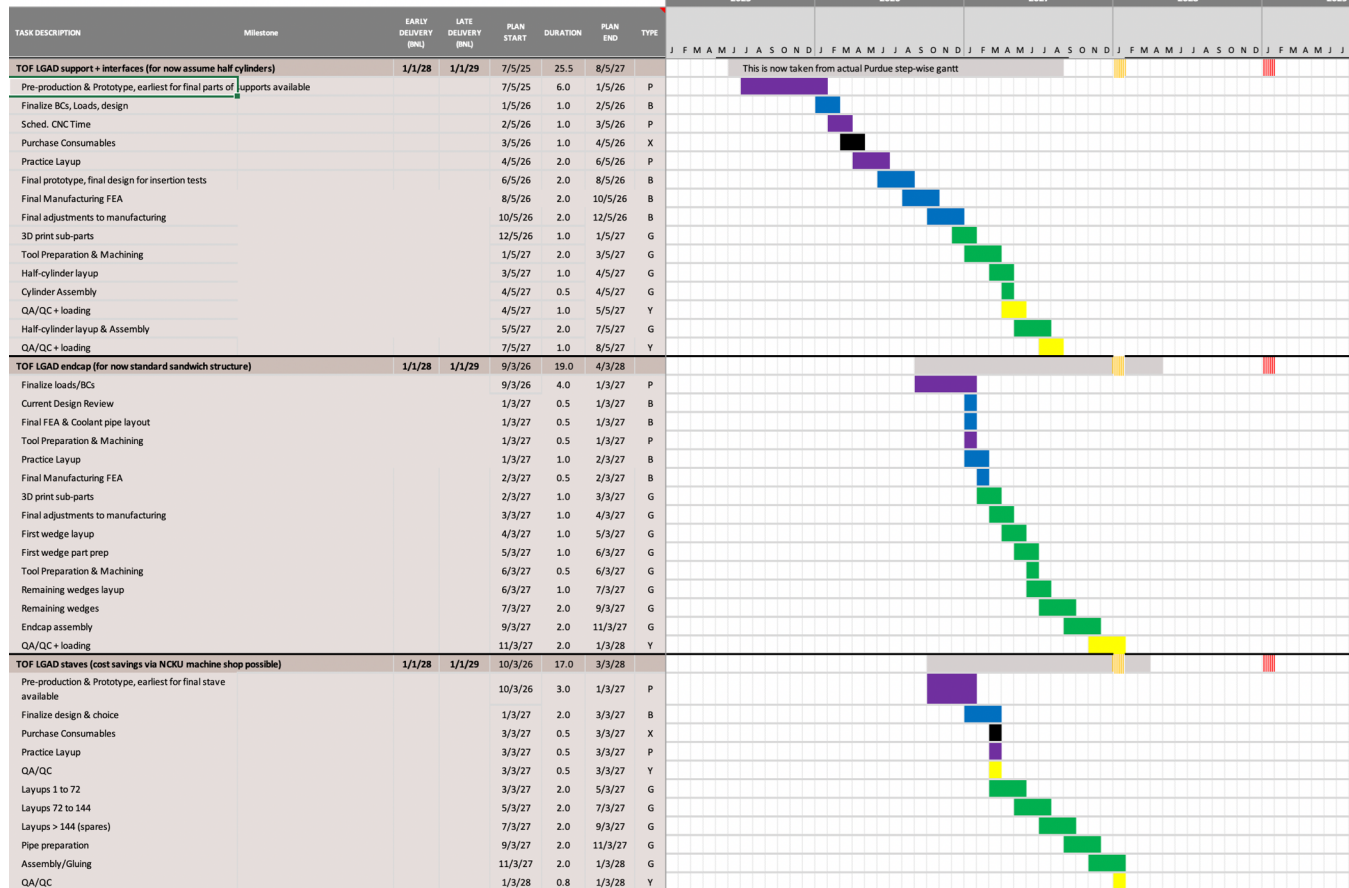 TASK DESCRIPTION Milestone EARLY DELIVERY (BNL) LATE DELIVERY (BNL) PLAN START DURATION PLAN END TYPE J F M A M J J A S O N D J F M A M J J A S O N D J F M A M J J A S O N D J F M A M J J A S O N D J F M A M J J
TOF LGAD support + interfaces (for now assume half cylinders) 1/1/28 1/1/29 7/5/25 25.5 8/5/27 This is now taken from actual Purdue step-wise gantt
Pre-production & Prototype, earliest for final parts of supports available 7/5/25 6.0 1/5/26 P
Finalize BCs, Loads, design 1/5/26 1.0 2/5/26 B
Sched. CNC Time 2/5/26 1.0 3/5/26 P
Purchase Consumables 3/5/26 1.0 4/5/26 X
Practice Layup 4/5/26 2.0 6/5/26 P
Final prototype, final design for insertion tests 6/5/26 2.0 8/5/26 B
Final Manufacturing FEA 8/5/26 2.0 10/5/26 B
Final adjustments to manufacturing 10/5/26 2.0 12/5/26 B
3D print sub-parts 12/5/26 1.0 1/5/27 G
Tool Preparation & Machining 1/5/27 2.0 3/5/27 G
Half-cylinder layup 3/5/27 1.0 4/5/27 G
Cylinder Assembly 4/5/27 0.5 4/5/27 G
QA/QC + loading 4/5/27 1.0 5/5/27 Y
Half-cylinder layup & Assembly 5/5/27 2.0 7/5/27 G
QA/QC + loading 7/5/27 1.0 8/5/27 Y
TOF LGAD endcap (for now standard sandwich structure) 1/1/28 1/1/29 9/3/26 19.0 4/3/28
Finalize loads/BCs 9/3/26 4.0 1/3/27 P
Current Design Review 1/3/27 0.5 1/3/27 B
Final FEA & Coolant pipe layout 1/3/27 0.5 1/3/27 B
Tool Preparation & Machining 1/3/27 0.5 1/3/27 P
Practice Layup 1/3/27 1.0 2/3/27 B
Final Manufacturing FEA 2/3/27 0.5 2/3/27 B
3D print sub-parts 2/3/27 1.0 3/3/27 G
Final adjustments to manufacturing 3/3/27 1.0 4/3/27 G
First wedge layup 4/3/27 1.0 5/3/27 G
First wedge part prep 5/3/27 1.0 6/3/27 G
Tool Preparation & Machining 6/3/27 0.5 6/3/27 G
Remaining wedges layup 6/3/27 1.0 7/3/27 G
Remaining wedges 7/3/27 2.0 9/3/27 G
Endcap assembly 9/3/27 2.0 11/3/27 G
QA/QC + loading 11/3/27 2.0 1/3/28 Y
TOF LGAD staves (cost savings via NCKU machine shop possible) 1/1/28 1/1/29 10/3/26 17.0 3/3/28
Pre-production & Prototype, earliest for final stave
available 10/3/26 3.0 1/3/27 P
Finalize design & choice 1/3/27 2.0 3/3/27 B
Purchase Consumables 3/3/27 0.5 3/3/27 X
Practice Layup 3/3/27 0.5 3/3/27 P
QA/QC 3/3/27 0.5 3/3/27 Y
Layups 1 to 72 3/3/27 2.0 5/3/27 G
Layups 72 to 144 5/3/27 2.0 7/3/27 G
Layups > 144 (spares) 7/3/27 2.0 9/3/27 G
Pipe preparation 9/3/27 2.0 11/3/27 G
Assembly/Gluing 11/3/27 2.0 1/3/28 G
QA/QC 1/3/28 0.8 1/3/28 Y